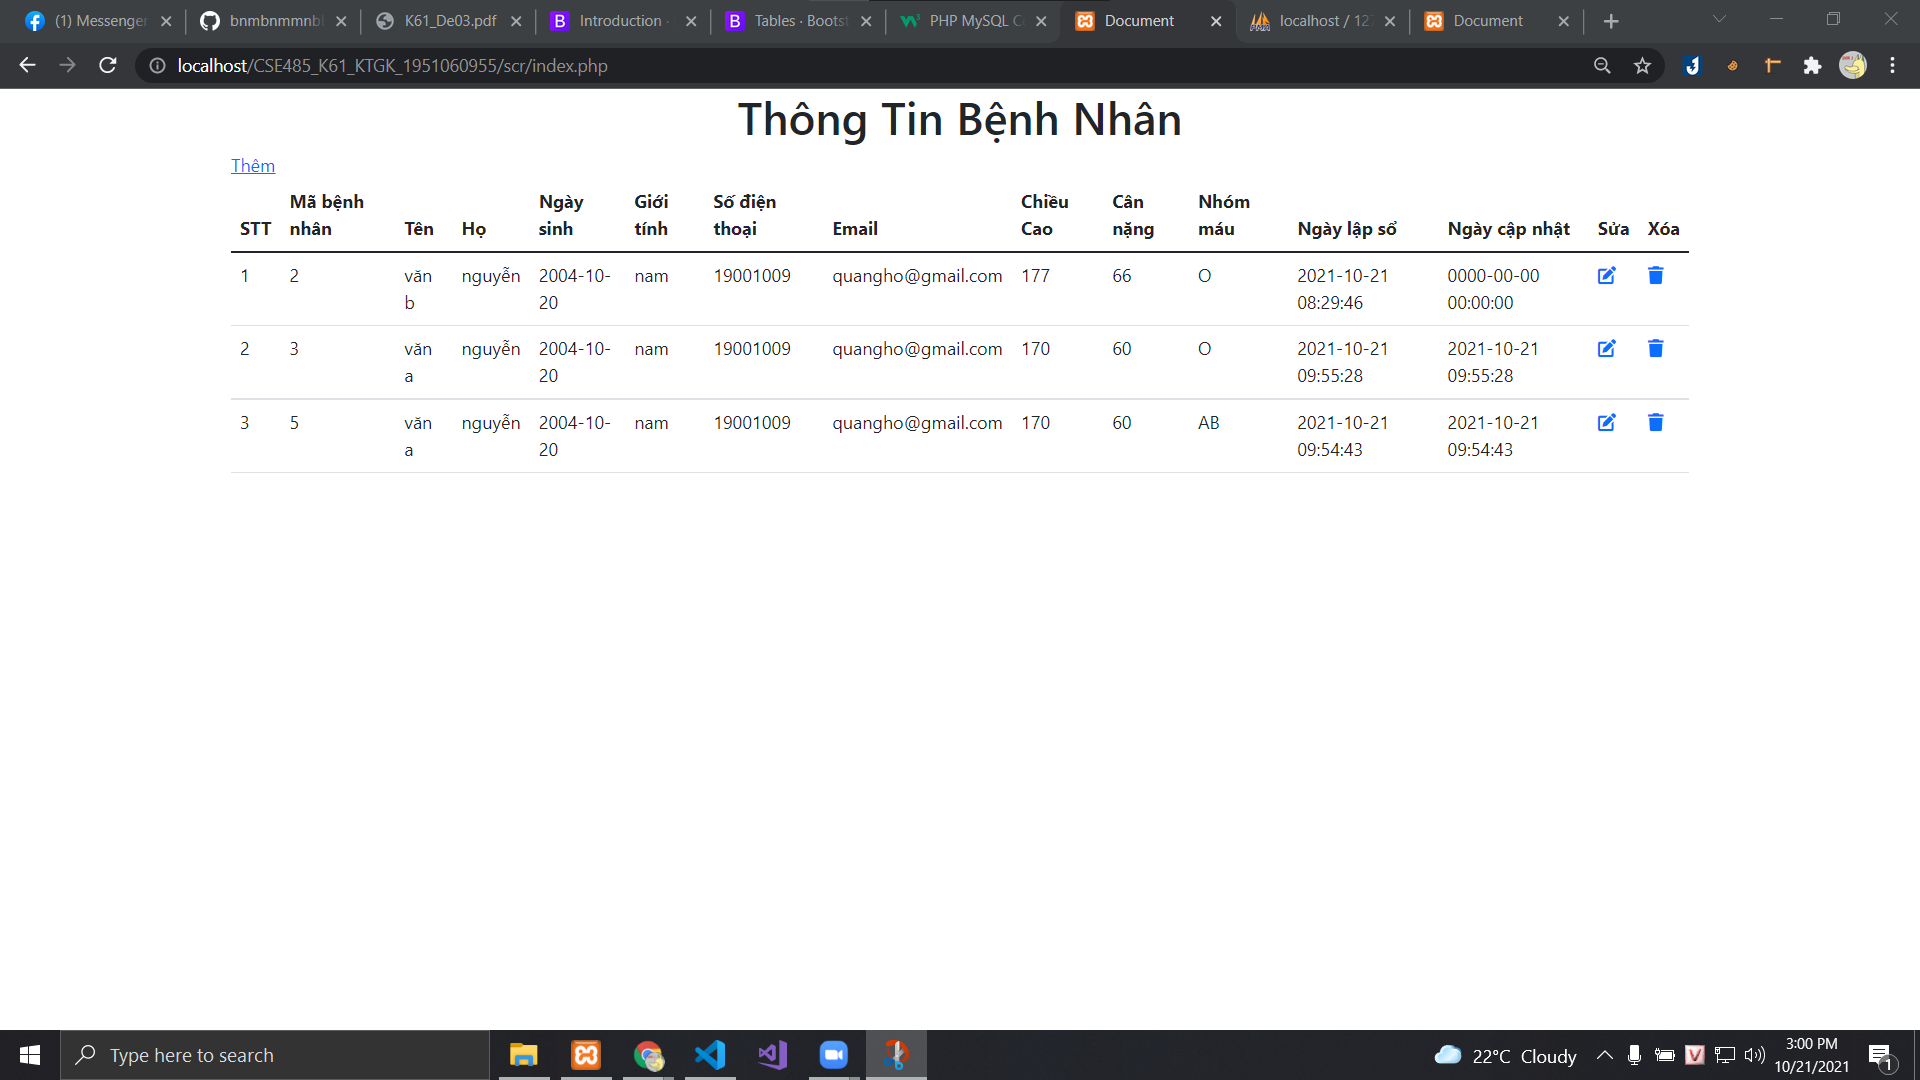 (1) Messenger
bnmbnmmnb
K61_De03.pdf
Introduction ·
Tables · Boots
PHP MySQL C
Document
localhost / 127
Document
localhost/CSE485_K61_KTGK_1951060955/scr/index.php
Thông Tin Bệnh Nhân
Thêm
STT Mã bệnh nhân Tên Họ Ngày sinh Giới tính Số điện thoại Email Chiều Cao Cân nặng Nhóm máu Ngày lập sổ Ngày cập nhật Sửa Xóa
1 2 văn b nguyễn 2004-10-20 nam 19001009 quangho@gmail.com 177 66 O 2021-10-21 08:29:46 0000-00-00 00:00:00
2 3 văn a nguyễn 2004-10-20 nam 19001009 quangho@gmail.com 170 60 O 2021-10-21 09:55:28 2021-10-21 09:55:28
3 5 văn a nguyễn 2004-10-20 nam 19001009 quangho@gmail.com 170 60 AB 2021-10-21 09:54:43 2021-10-21 09:54:43
Type here to search
22°C Cloudy
3:00 PM
10/21/2021
1